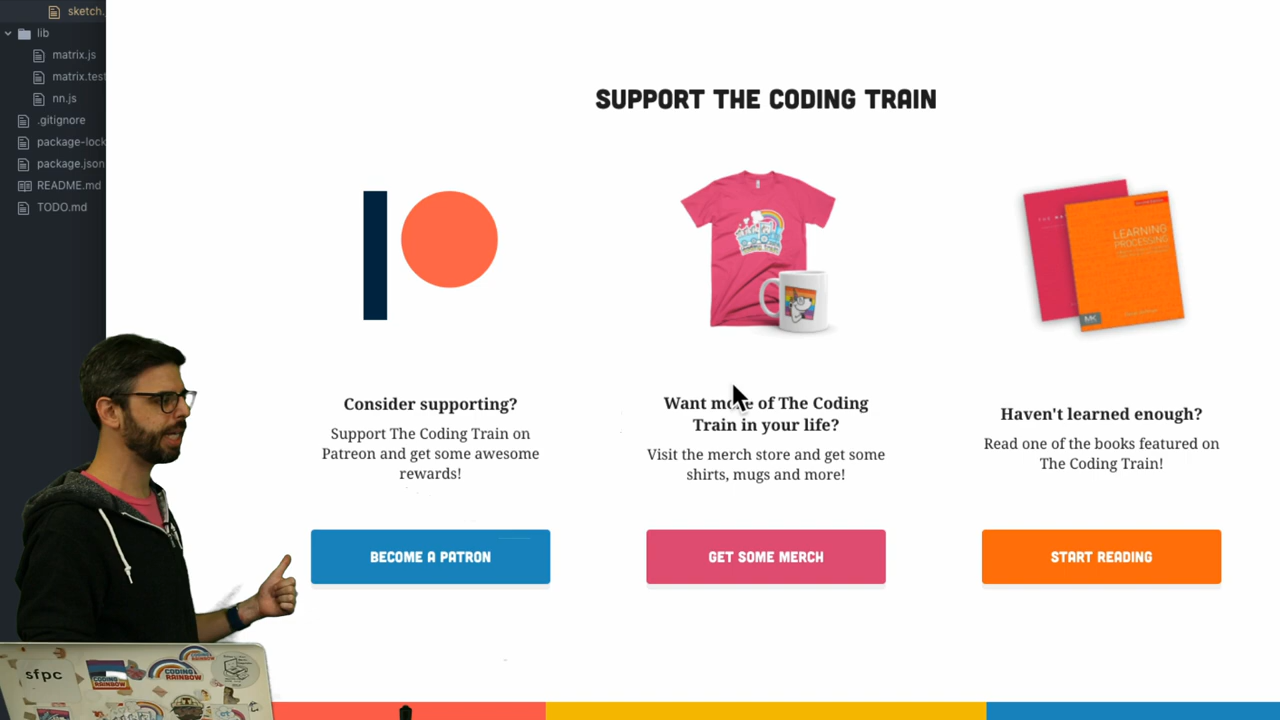 sketch.
lib
matrix.js
matrix.test
nn.js
.gitignore
package-lock
package.json
README.md
TODO.md
SUPPORT THE CODING TRAIN
LEARNING
PROCESSING
MK
Consider supporting?
Support The Coding Train on
Patreon and get some awesome
rewards!
BECOME A PATRON
Want more of The Coding
Train in your life?
Visit the merch store and get some
shirts, mugs and more!
GET SOME MERCH
Haven't learned enough?
Read one of the books featured on
The Coding Train!
START READING
sfpc
CODING
RAINBOW